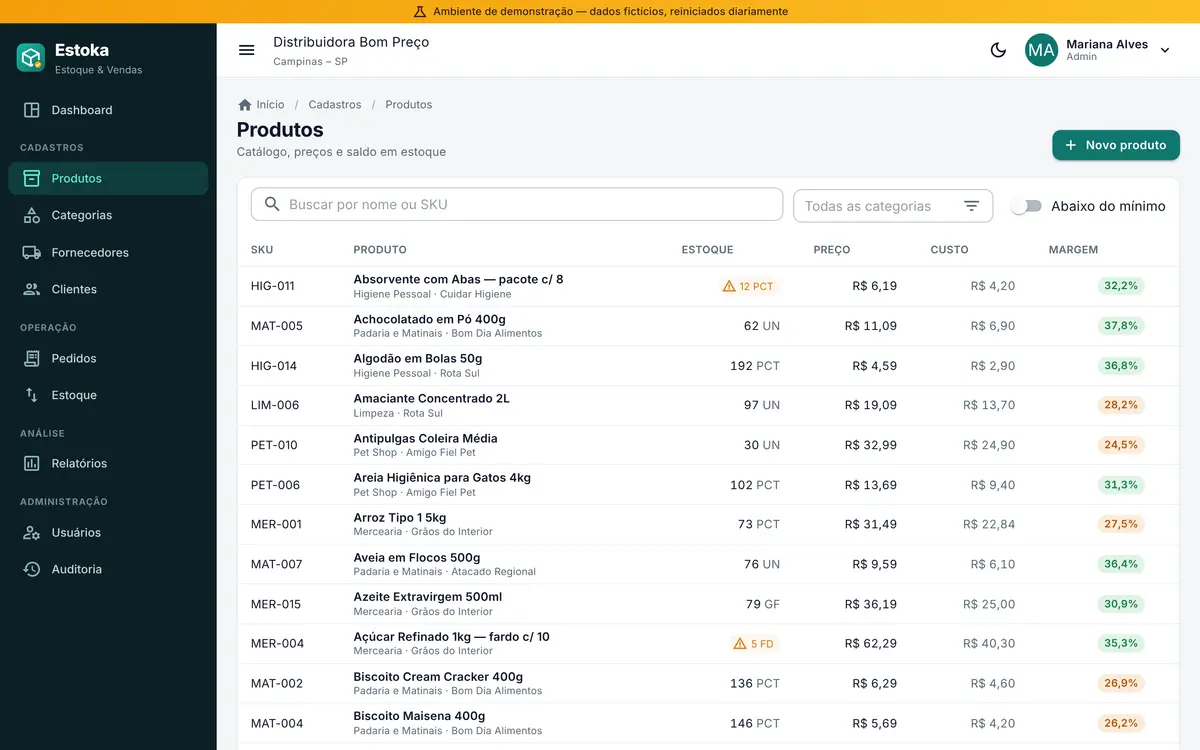 Ambiente de demonstração — dados fictícios, reiniciados diariamente
Estoka
Estoque & Vendas
Dashboard
CADASTROS
Produtos
Categorias
Fornecedores
Clientes
OPERAÇÃO
Pedidos
Estoque
ANÁLISE
Relatórios
ADMINISTRAÇÃO
Usuários
Auditoria
Distribuidora Bom Preço
Campinas – SP
MA
Mariana Alves
Admin
Início / Cadastros / Produtos
Produtos
Catálogo, preços e saldo em estoque
+ Novo produto
Buscar por nome ou SKU
Todas as categorias
Abaixo do mínimo
SKU PRODUTO ESTOQUE PREÇO CUSTO MARGEM
HIG-011 Absorvente com Abas — pacote c/ 8 12 PCT R$ 6,19 R$ 4,20 32,2%
Higiene Pessoal · Cuidar Higiene
MAT-005 Achocolatado em Pó 400g 62 UN R$ 11,09 R$ 6,90 37,8%
Padaria e Matinais · Bom Dia Alimentos
HIG-014 Algodão em Bolas 50g 192 PCT R$ 4,59 R$ 2,90 36,8%
Higiene Pessoal · Rota Sul
LIM-006 Amaciante Concentrado 2L 97 UN R$ 19,09 R$ 13,70 28,2%
Limpeza · Rota Sul
PET-010 Antipulgas Coleira Média 30 UN R$ 32,99 R$ 24,90 24,5%
Pet Shop · Amigo Fiel Pet
PET-006 Areia Higiênica para Gatos 4kg 102 PCT R$ 13,69 R$ 9,40 31,3%
Pet Shop · Amigo Fiel Pet
MER-001 Arroz Tipo 1 5kg 73 PCT R$ 31,49 R$ 22,84 27,5%
Mercearia · Grãos do Interior
MAT-007 Aveia em Flocos 500g 76 UN R$ 9,59 R$ 6,10 36,4%
Padaria e Matinais · Atacado Regional
MER-015 Azeite Extravirgem 500ml 79 GF R$ 36,19 R$ 25,00 30,9%
Mercearia · Grãos do Interior
MER-004 Açúcar Refinado 1kg — fardo c/ 10 5 FD R$ 62,29 R$ 40,30 35,3%
Mercearia · Grãos do Interior
MAT-002 Biscoito Cream Cracker 400g 136 PCT R$ 6,29 R$ 4,60 26,9%
Padaria e Matinais · Bom Dia Alimentos
MAT-004 Biscoito Maisena 400g 146 PCT R$ 5,69 R$ 4,20 26,2%
Padaria e Matinais · Bom Dia Alimentos